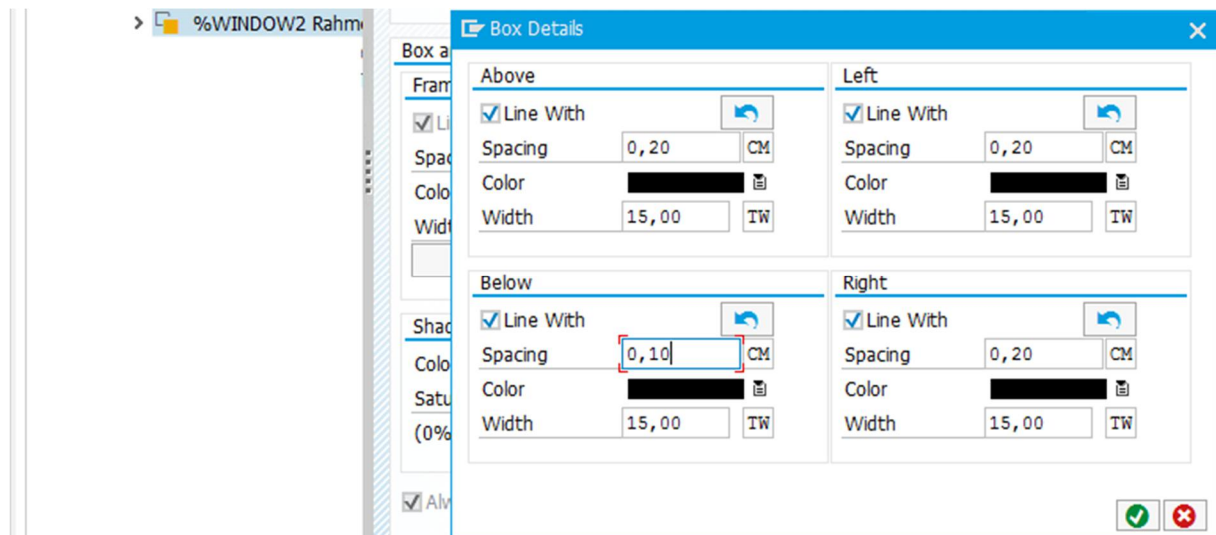 %WINDOW2 Rahm
Box a
Fram
Li
Spac
Colo
Widt
Shad
Colo
Satu
(0%
Alw
Box Details
Above
Line With
Spacing 0,20 CM
Color
Width 15,00 TW
Left
Line With
Spacing 0,20 CM
Color
Width 15,00 TW
Below
Line With
Spacing 0,10 CM
Color
Width 15,00 TW
Right
Line With
Spacing 0,20 CM
Color
Width 15,00 TW